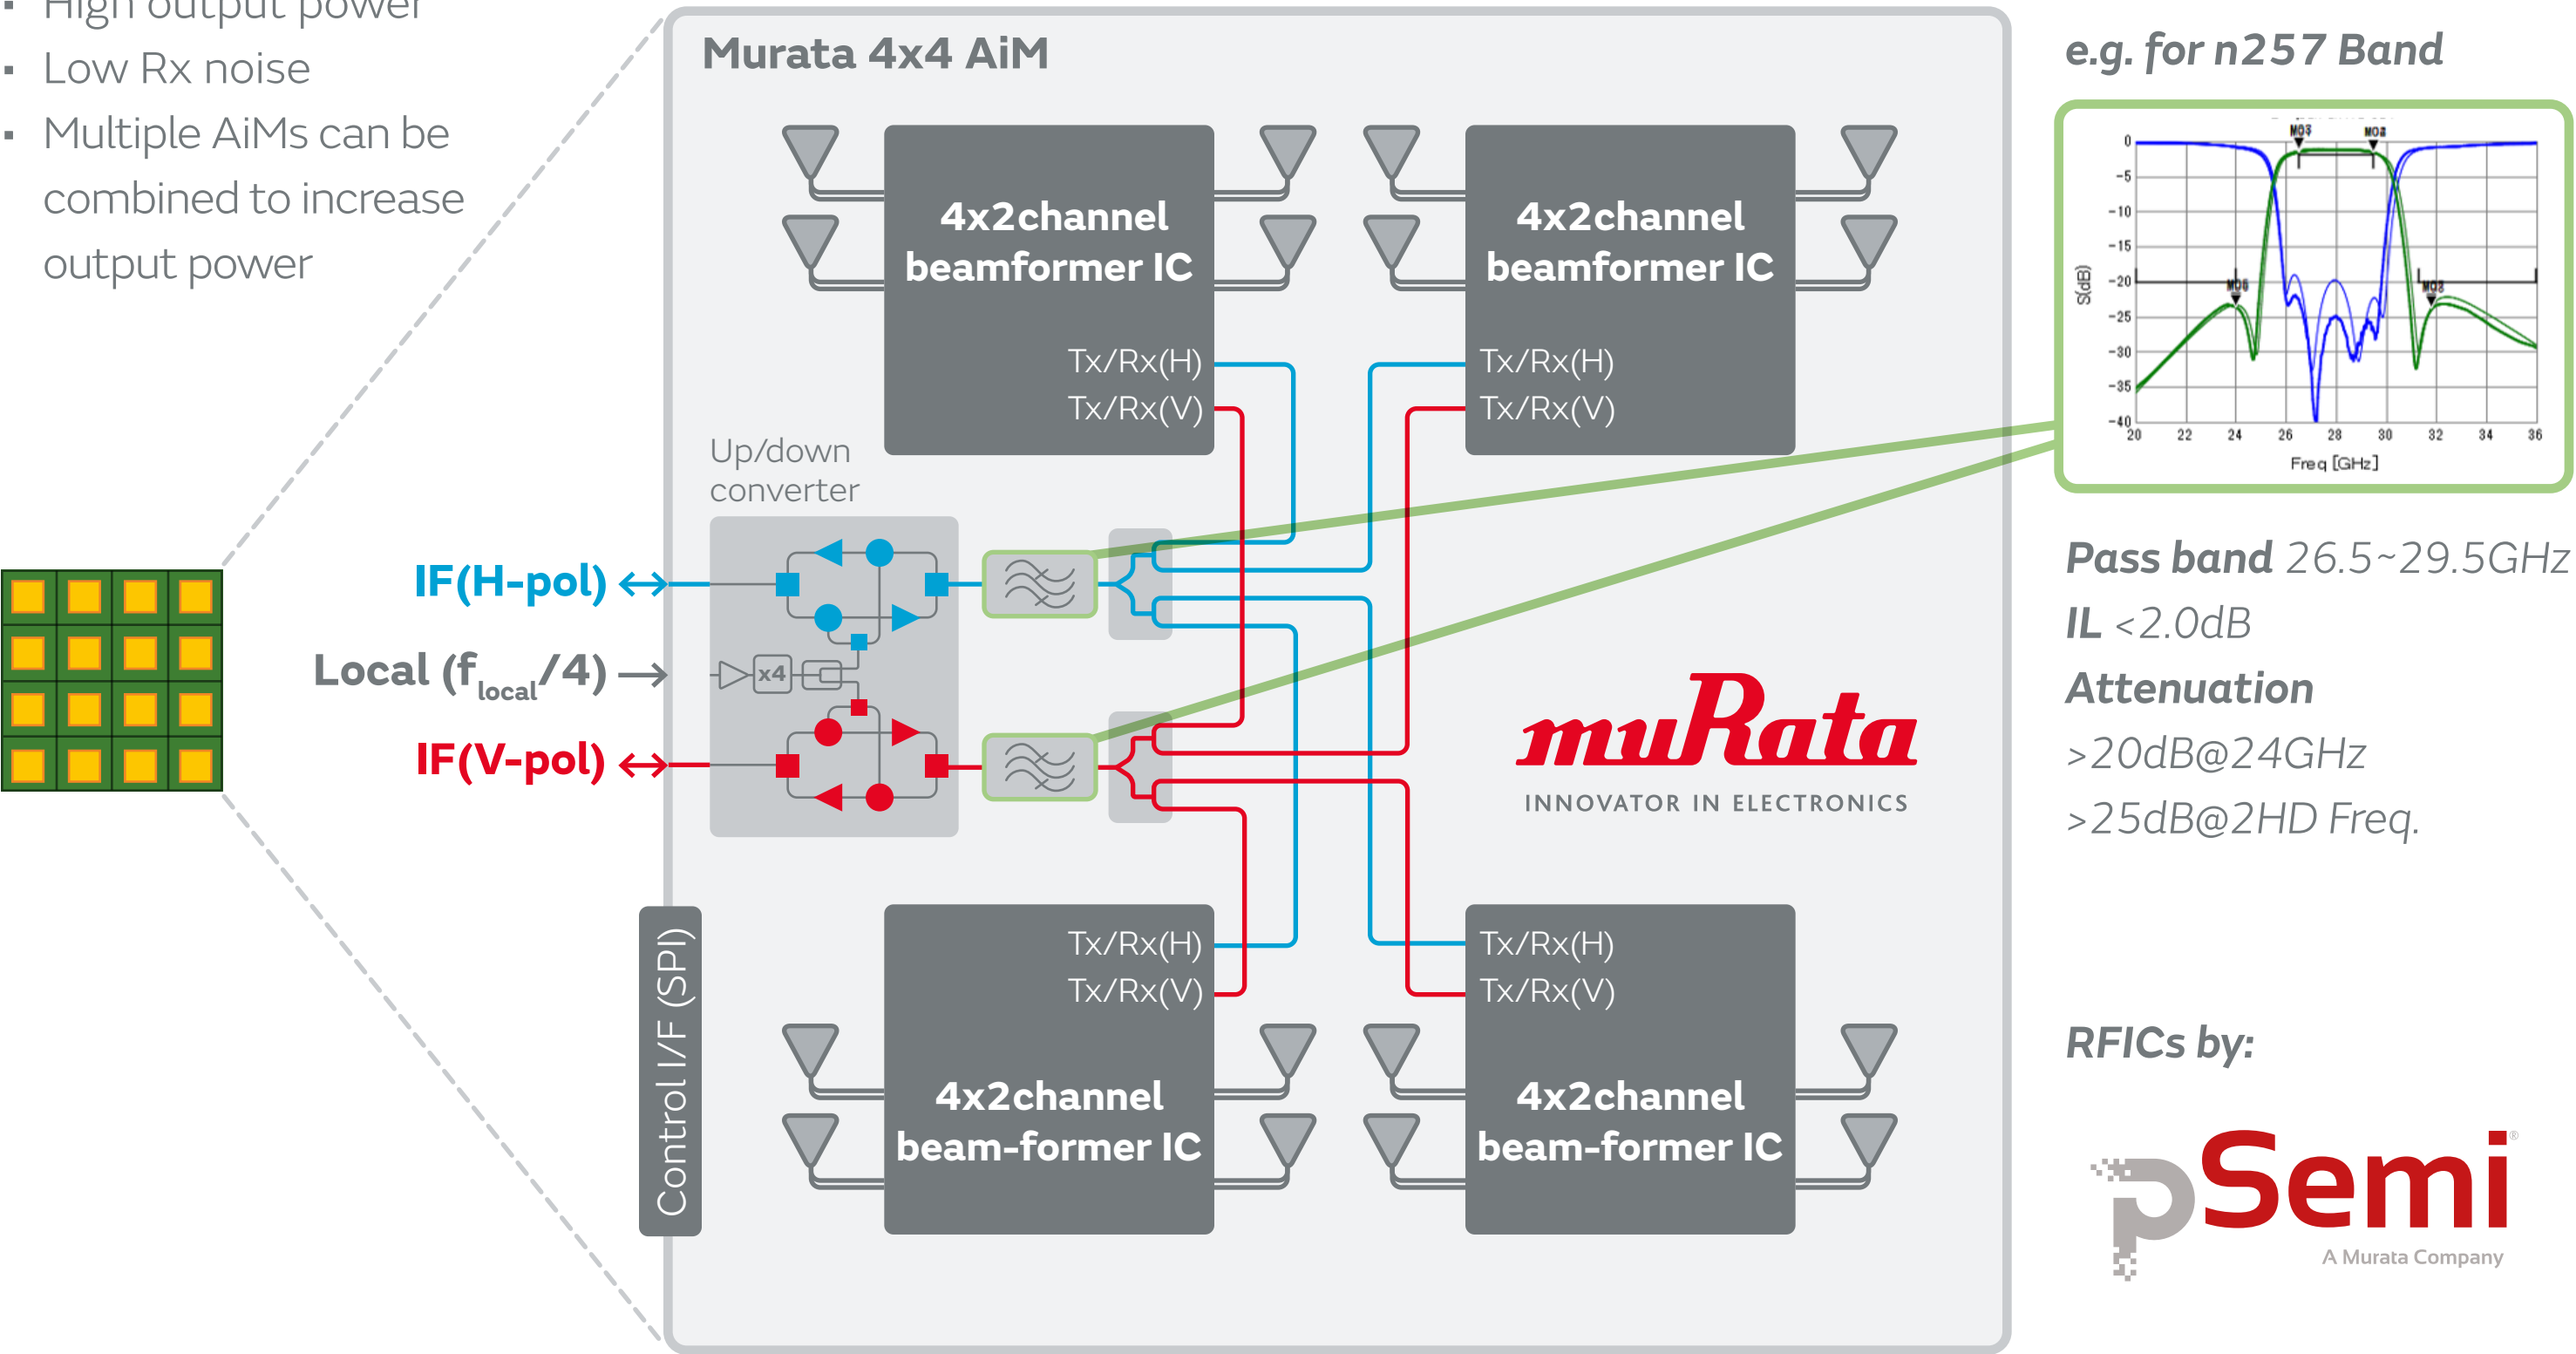 ▪ High output power
▪ Low Rx noise
▪ Multiple AiMs can be
combined to increase
output power
Murata 4x4 AiM
4x2channel
beamformer IC
Tx/Rx(H)
Tx/Rx(V)
4x2channel
beamformer IC
Tx/Rx(H)
Tx/Rx(V)
Up/down
converter
IF(H-pol)
Local (flocal/4)
x4
IF(V-pol)
muRata
INNOVATOR IN ELECTRONICS
Control I/F (SPI)
Tx/Rx(H)
Tx/Rx(V)
4x2channel
beam-former IC
Tx/Rx(H)
Tx/Rx(V)
4x2channel
beam-former IC
e.g. for n257 Band
0
-5
-10
-15
-20
-25
-30
-35
-40
S(dB)
20 22 24 26 28 30 32 34 36
Freq [GHz]
Pass band 26.5~29.5GHz
IL <2.0dB
Attenuation
>20dB@24GHz
>25dB@2HD Freq.
RFICs by:
pSemi®
A Murata Company